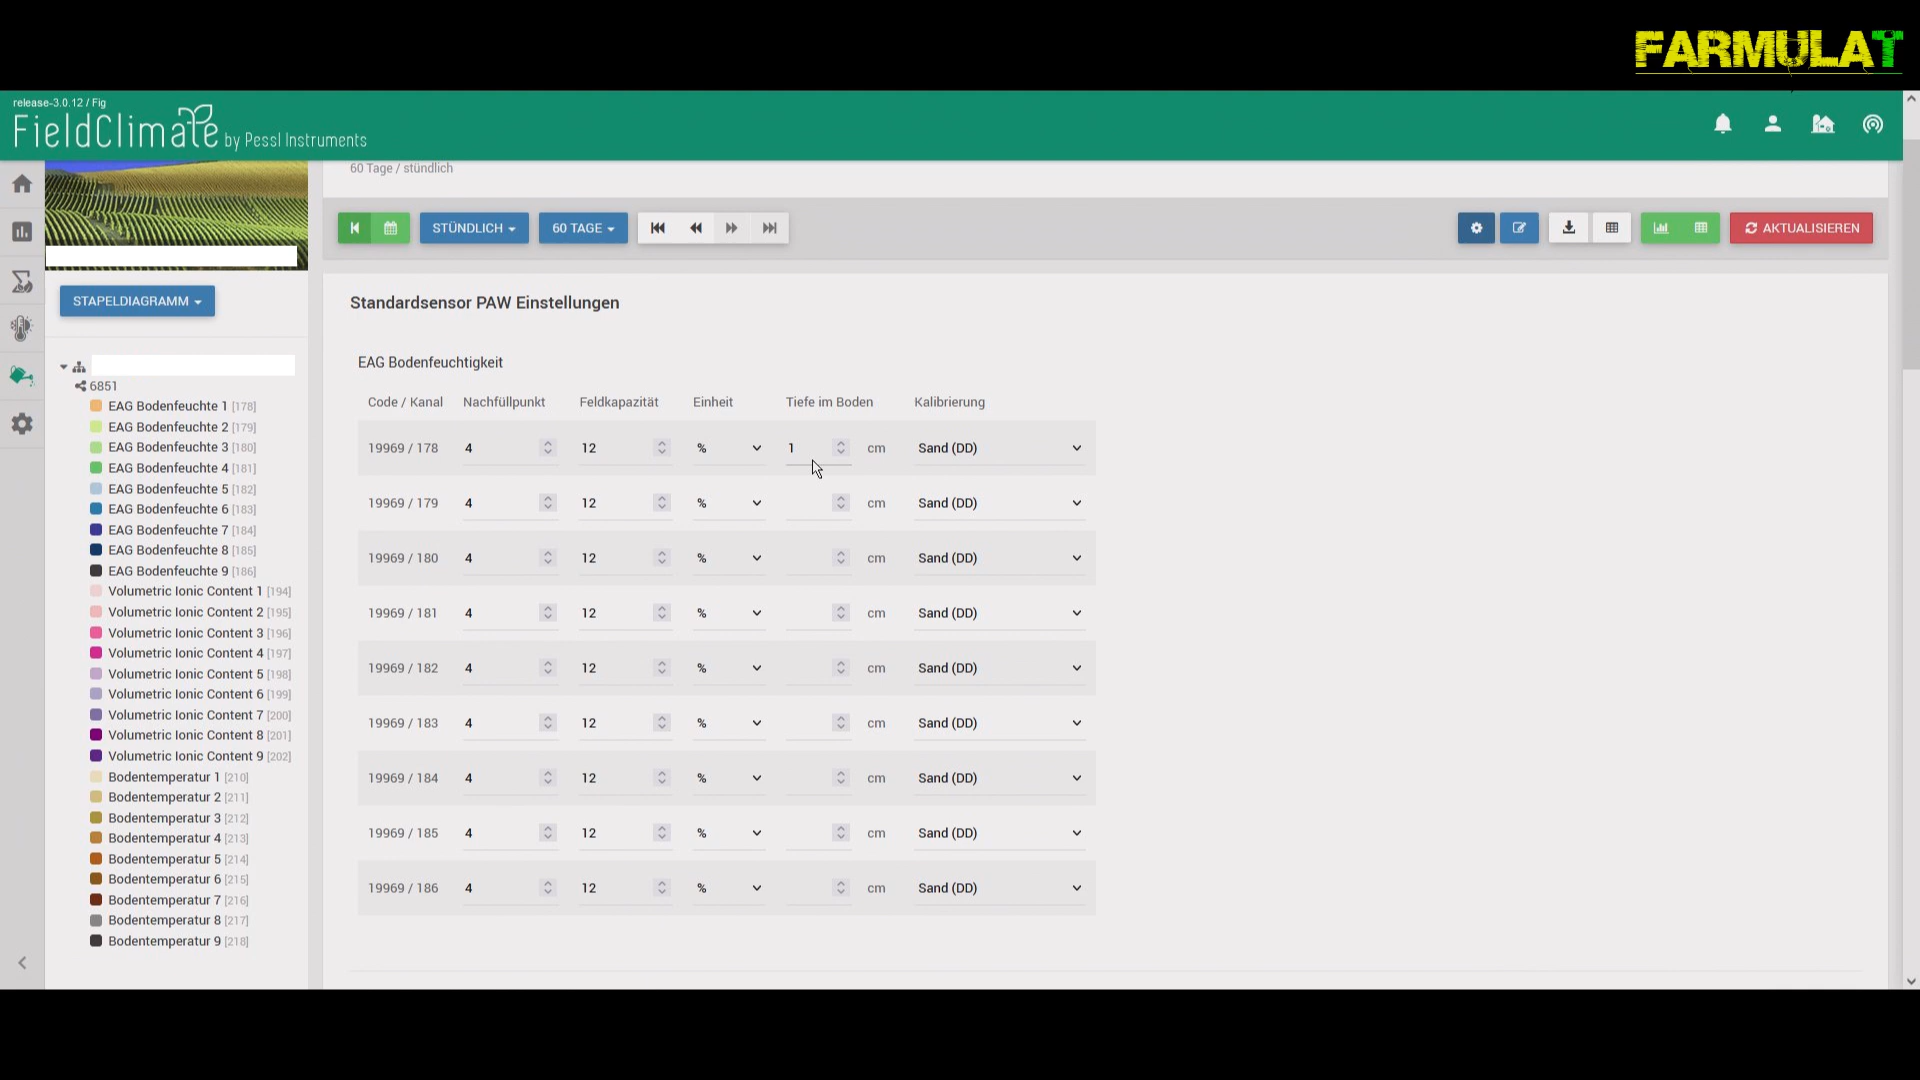 FARMULAT
release-3.0.12 / Fig
FieldClimate by Pessl Instruments
60 Tage / stündlich
STÜNDLICH
60 TAGE
AKTUALISIEREN
STAPELDIAGRAMM
6851
EAG Bodenfeuchte 1 [178]
EAG Bodenfeuchte 2 [179]
EAG Bodenfeuchte 3 [180]
EAG Bodenfeuchte 4 [181]
EAG Bodenfeuchte 5 [182]
EAG Bodenfeuchte 6 [183]
EAG Bodenfeuchte 7 [184]
EAG Bodenfeuchte 8 [185]
EAG Bodenfeuchte 9 [186]
Volumetric Ionic Content 1 [194]
Volumetric Ionic Content 2 [195]
Volumetric Ionic Content 3 [196]
Volumetric Ionic Content 4 [197]
Volumetric Ionic Content 5 [198]
Volumetric Ionic Content 6 [199]
Volumetric Ionic Content 7 [200]
Volumetric Ionic Content 8 [201]
Volumetric Ionic Content 9 [202]
Bodentemperatur 1 [210]
Bodentemperatur 2 [211]
Bodentemperatur 3 [212]
Bodentemperatur 4 [213]
Bodentemperatur 5 [214]
Bodentemperatur 6 [215]
Bodentemperatur 7 [216]
Bodentemperatur 8 [217]
Bodentemperatur 9 [218]
Standardsensor PAW Einstellungen
EAG Bodenfeuchtigkeit
Code / Kanal Nachfüllpunkt Feldkapazität Einheit Tiefe im Boden Kalibrierung
19969 / 178 4 12 % 1 cm Sand (DD)
19969 / 179 4 12 % cm Sand (DD)
19969 / 180 4 12 % cm Sand (DD)
19969 / 181 4 12 % cm Sand (DD)
19969 / 182 4 12 % cm Sand (DD)
19969 / 183 4 12 % cm Sand (DD)
19969 / 184 4 12 % cm Sand (DD)
19969 / 185 4 12 % cm Sand (DD)
19969 / 186 4 12 % cm Sand (DD)